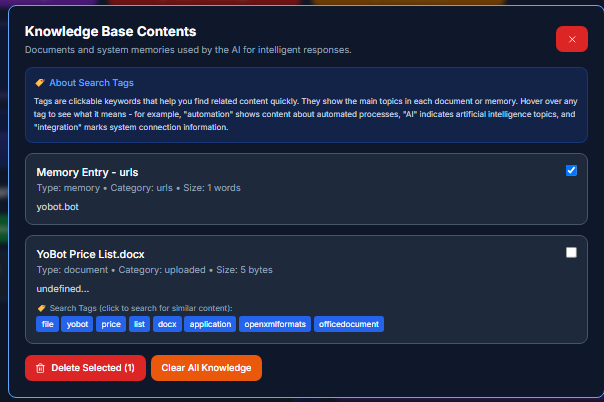 Knowledge Base Contents
Documents and system memories used by the AI for intelligent responses.
About Search Tags
Tags are clickable keywords that help you find related content quickly. They show the main topics in each document or memory. Hover over any
tag to see what it means - for example, "automation" shows content about automated processes, "AI" indicates artificial intelligence topics, and
"integration" marks system connection information.
Memory Entry - urls
Type: memory • Category: urls • Size: 1 words
yobot.bot
YoBot Price List.docx
Type: document • Category: uploaded • Size: 5 bytes
undefined...
Search Tags (click to search for similar content):
file yobot price list docx application openxmlformats officedocument
Delete Selected (1) Clear All Knowledge